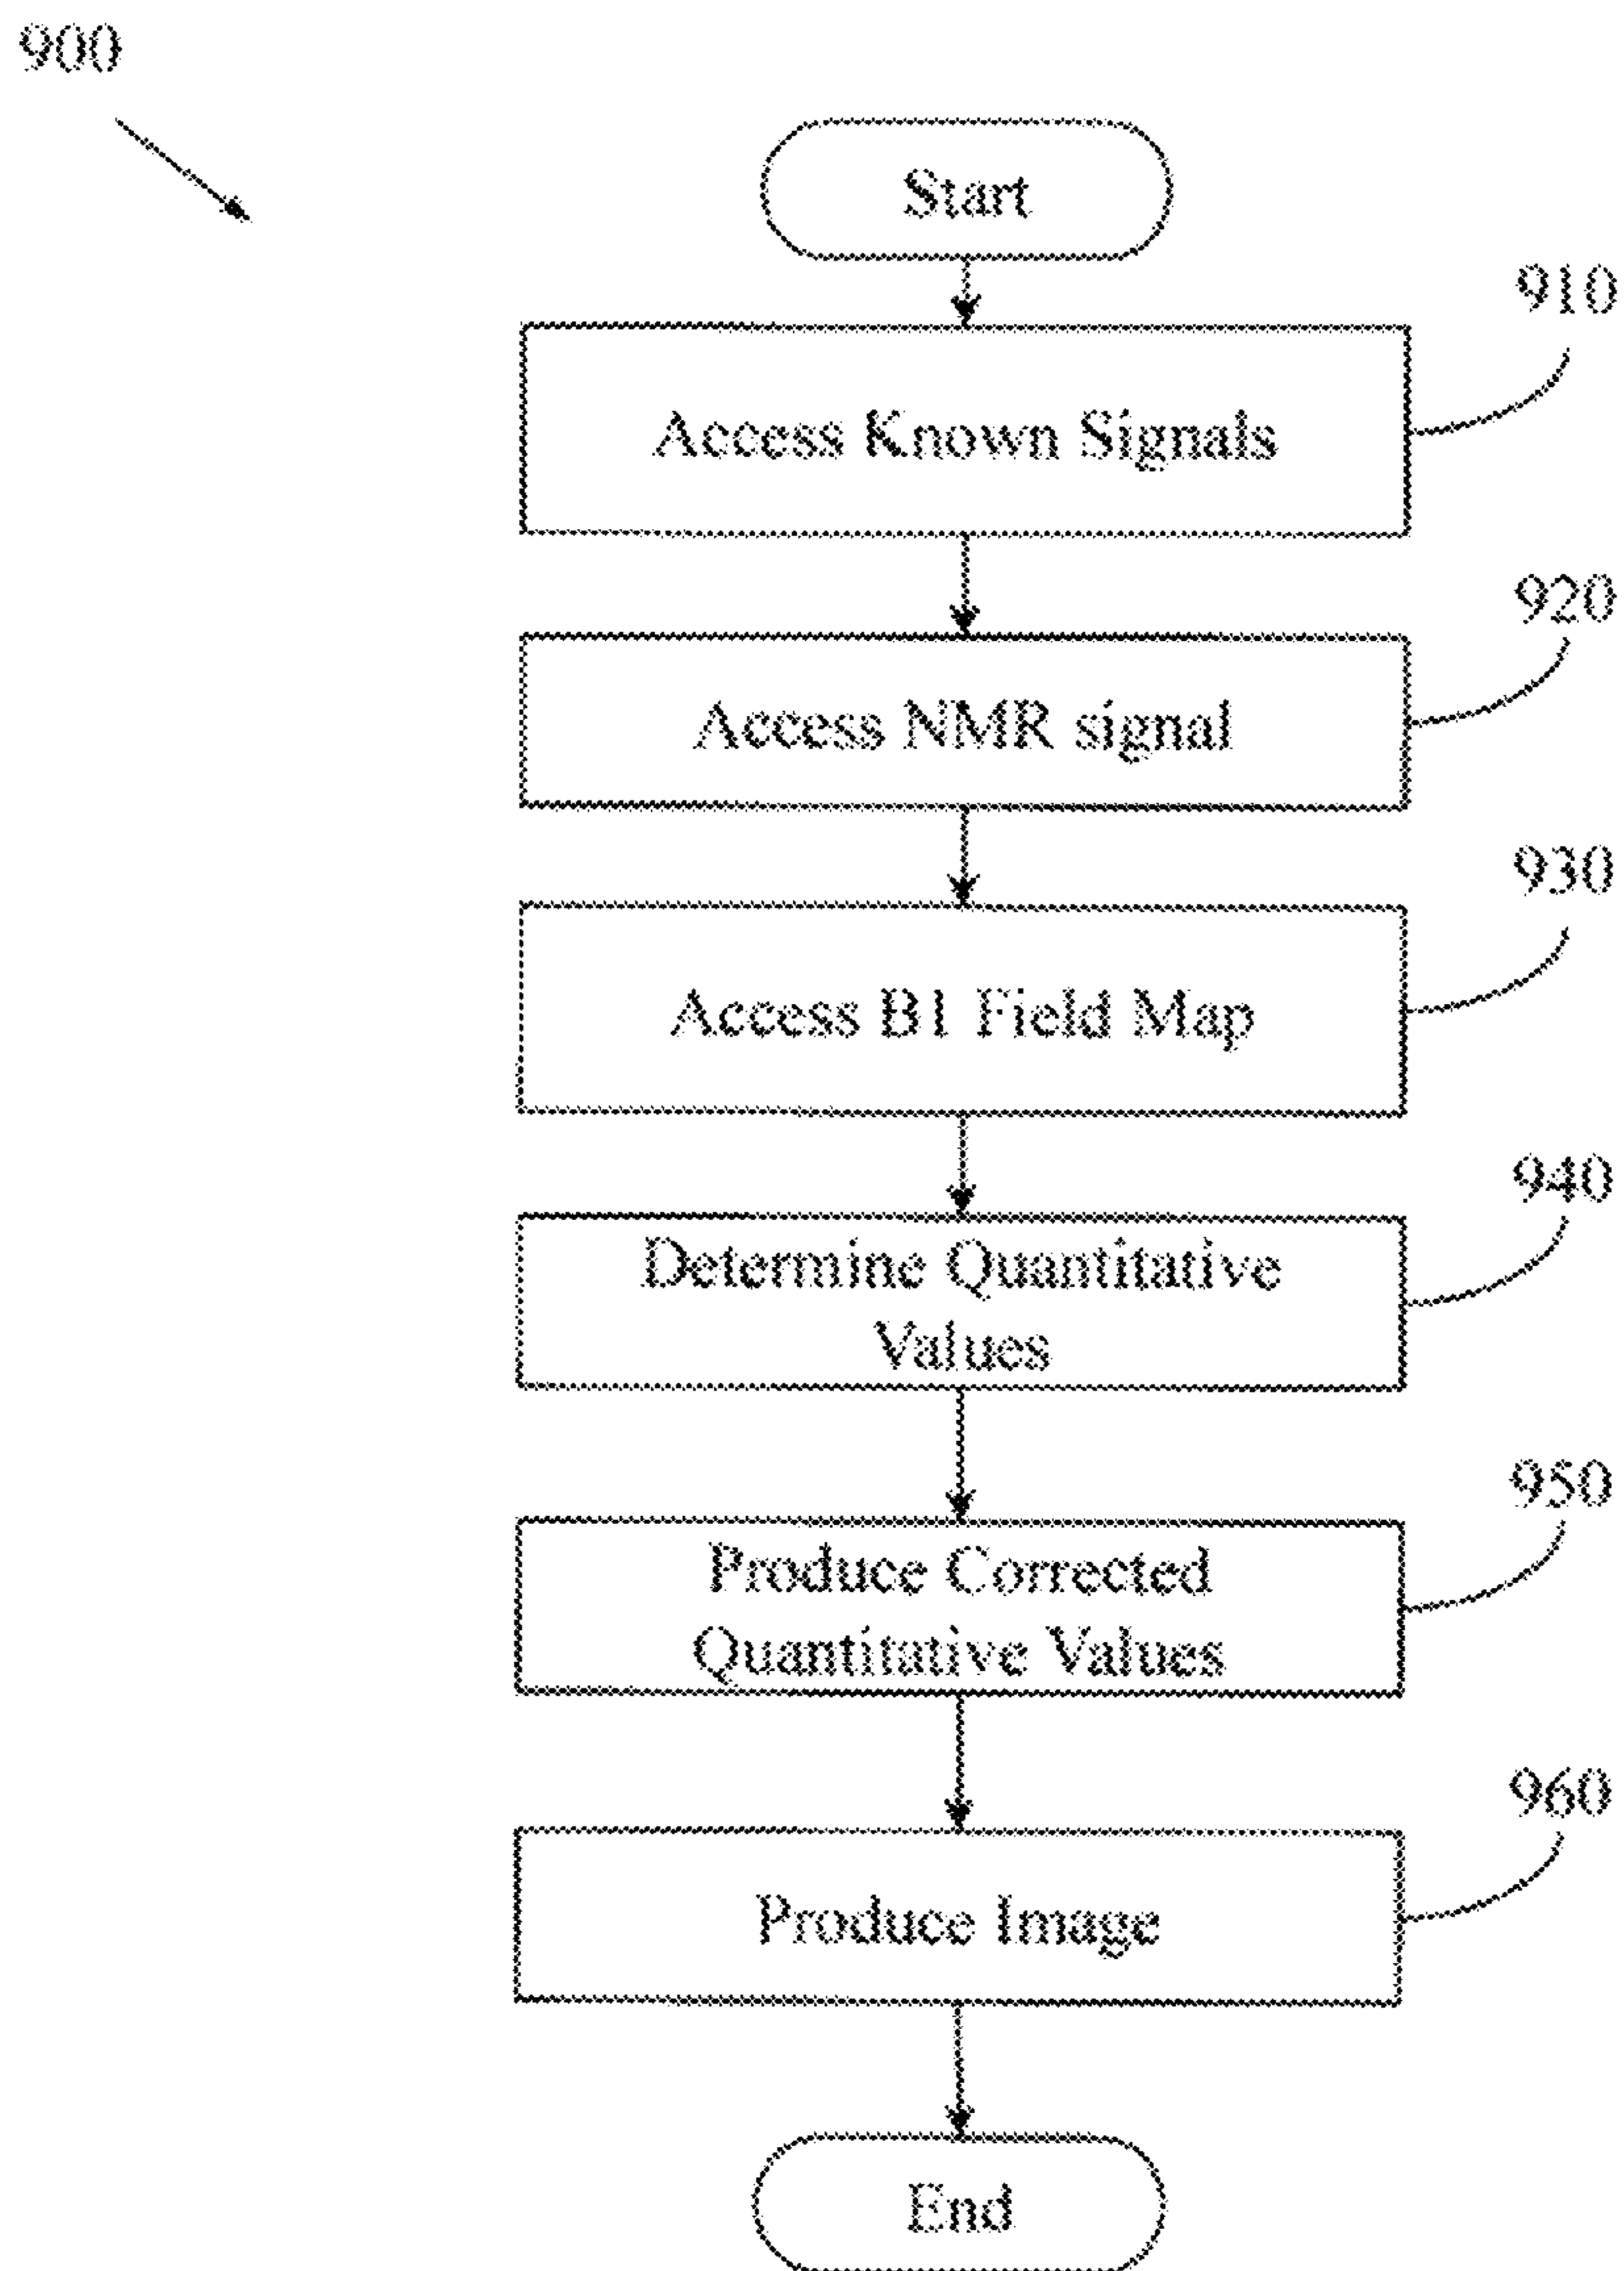 900
Start
910
Access Known Signals
920
Access NMR signal
930
Access B1 Field Map
940
Determine Quantitative
Values
950
Produce Corrected
Quantitative Values
960
Produce Image
End